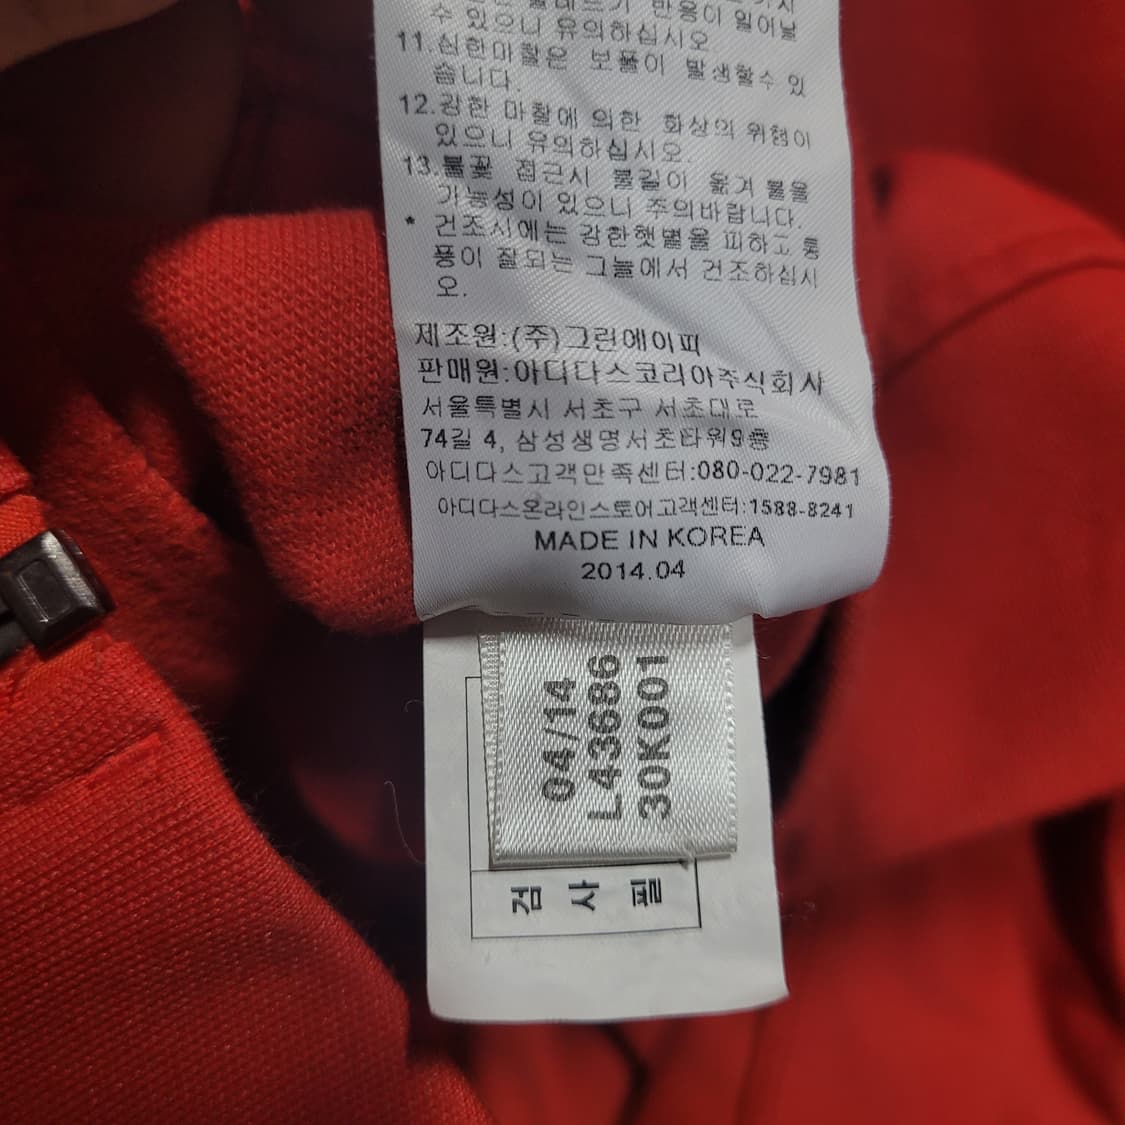 반응이 일어날
수 있으니 유의하십시오.
11.심한마찰은 보풀이 발생할수 있
습니다.
12.강한 마찰에 의한 화상의 위험이
있으니 유의하십시오.
13.불꽃 접근시 불길이 옮겨 붙을
가능성이 있으니 주의바랍니다.
* 건조시에는 강한햇볕을 피하고 통
풍이 잘되는 그늘에서 건조하십시
오.
제조원:(주)그린에이피
판매원:아디다스코리아주식회사
서울특별시 서초구 서초대로
74길 4, 삼성생명서초타워9층
아디다스고객만족센터:080-022-7981
아디다스온라인스토어고객센터:1588-8241
MADE IN KOREA
2014.04
04/14
L43686
30K001
검사필